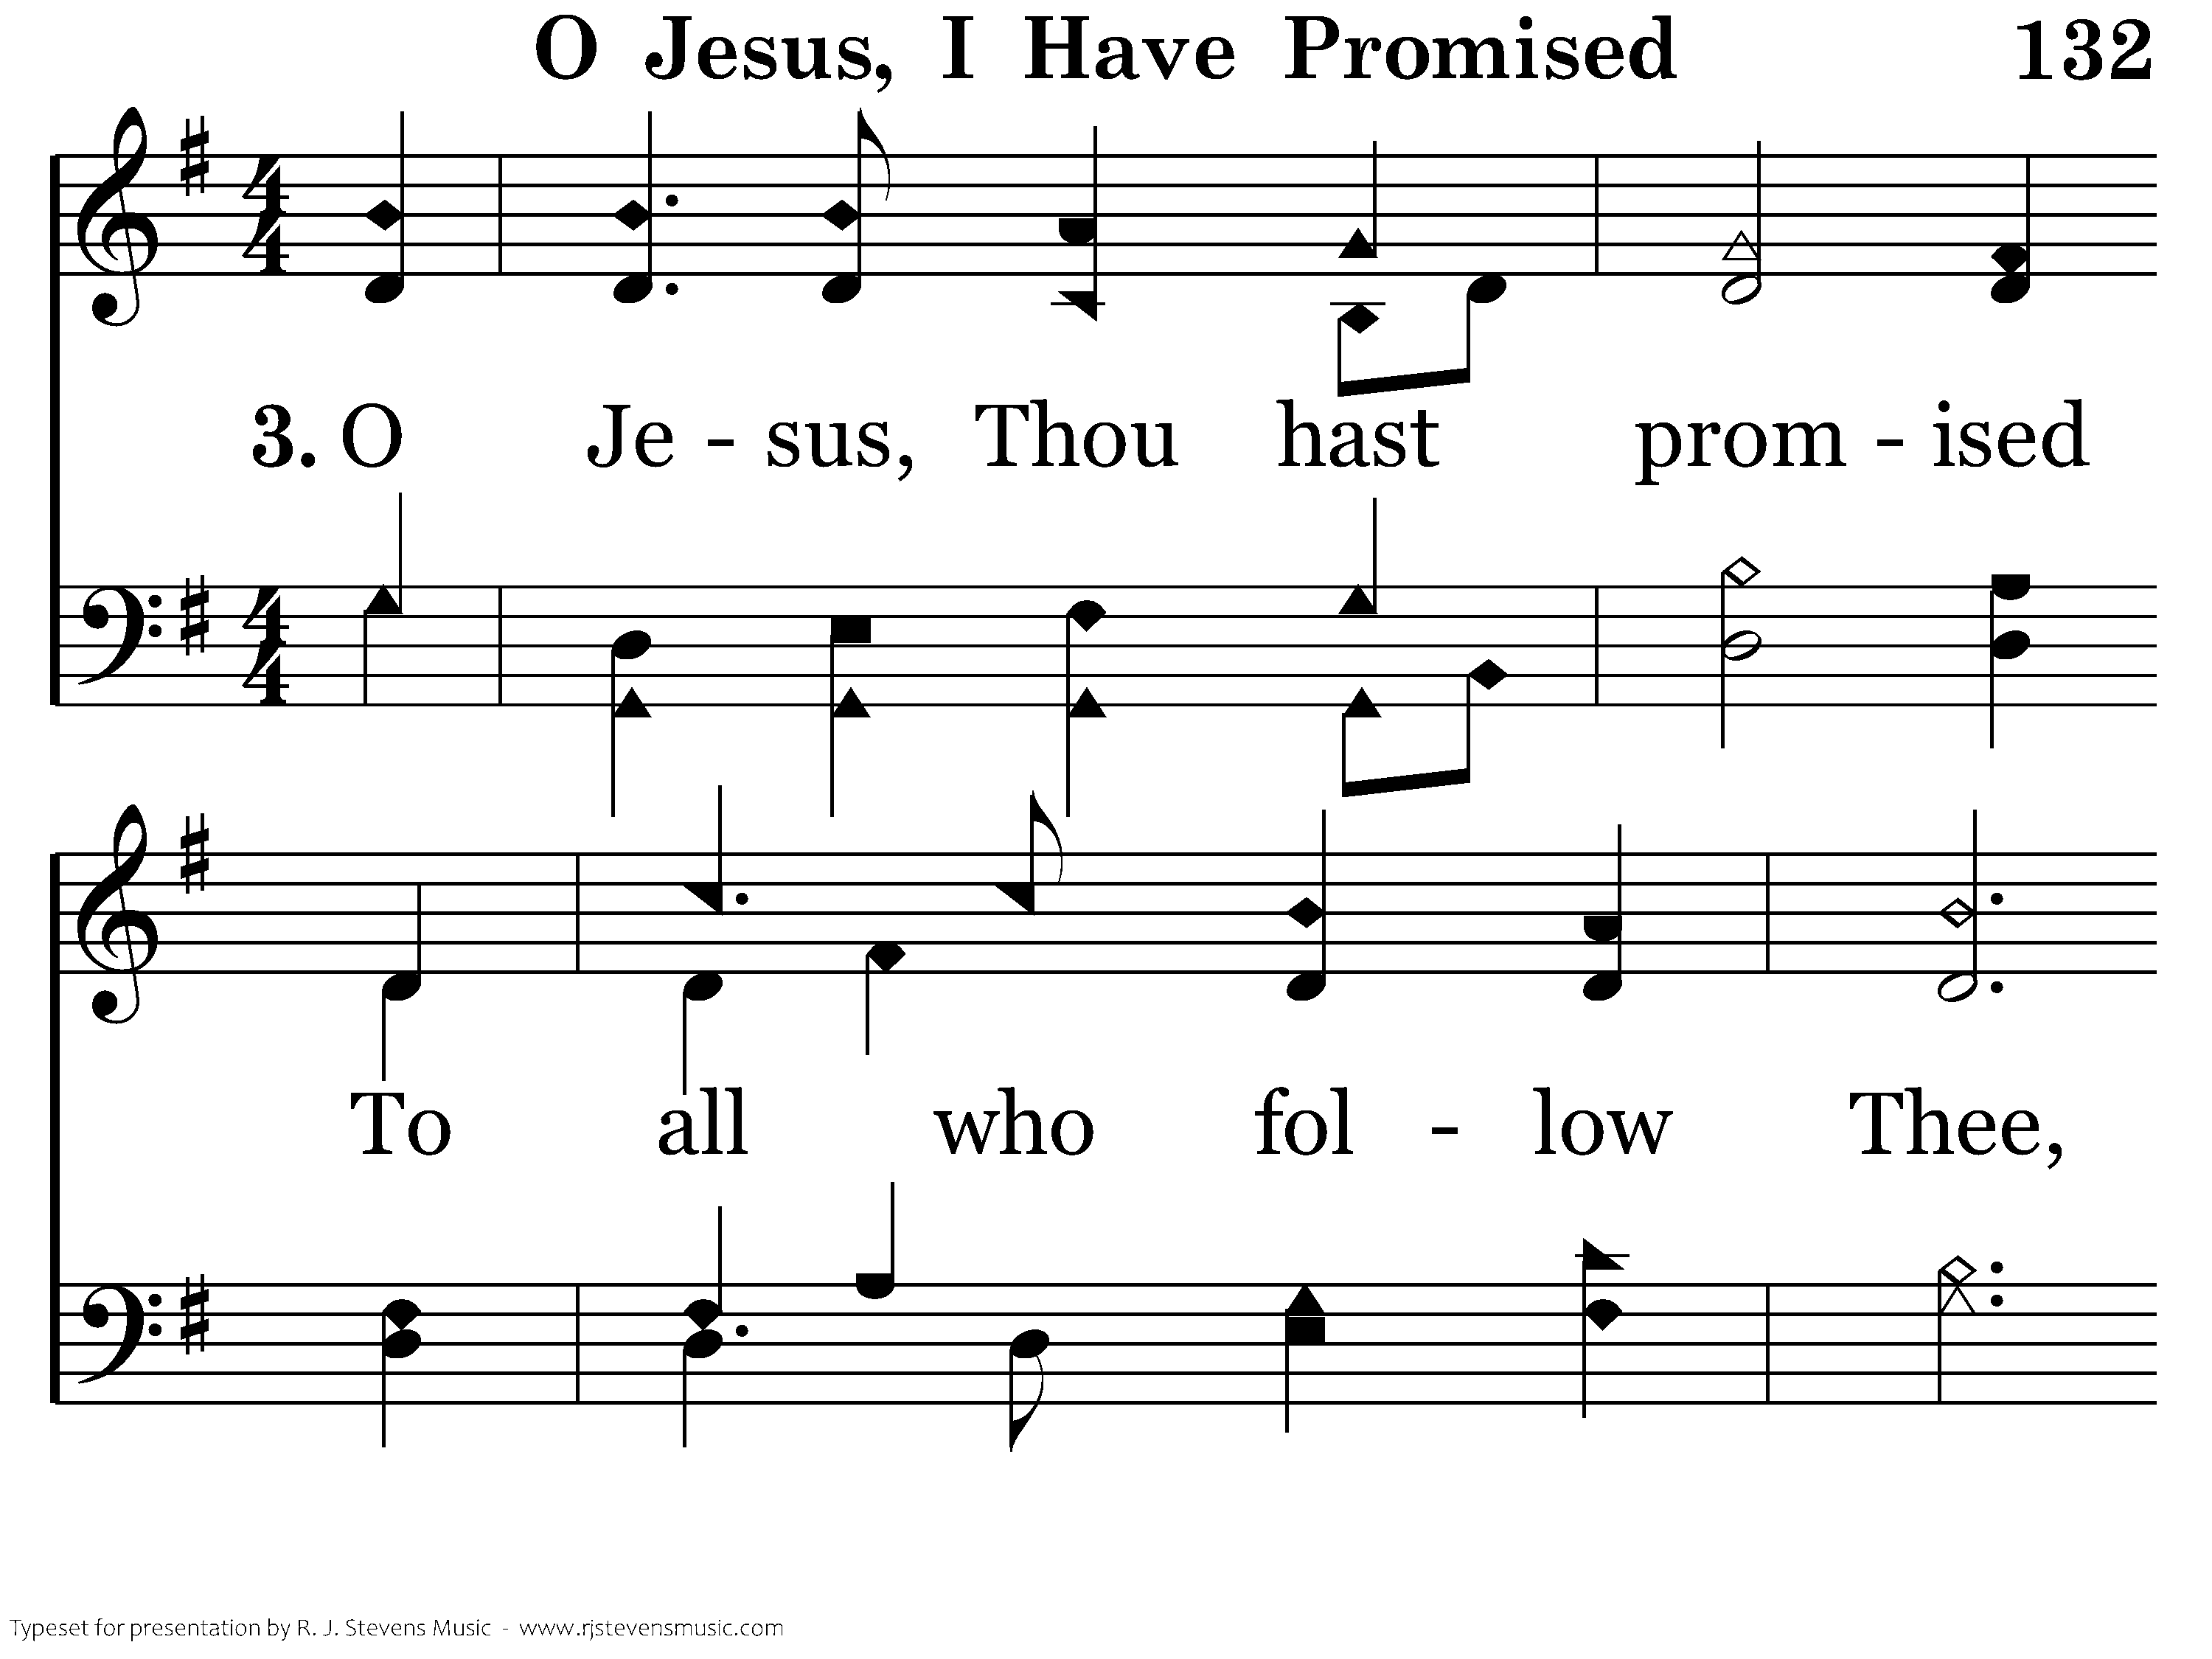 O Jesus, I Have Promised 132
3. O Je - sus, Thou hast prom - ised
To all who fol - low Thee,
Typeset for presentation by R. J. Stevens Music - www.rjstevensmusic.com